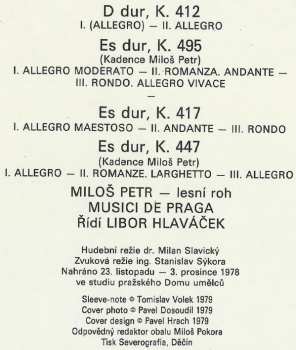 D dur, K. 412
I. (ALLEGRO) — II. ALLEGRO
Es dur, K. 495
(Kadence Miloš Petr)
I. ALLEGRO MODERATO — II. ROMANZA. ANDANTE —
III. RONDO. ALLEGRO VIVACE
—
Es dur, K. 417
I. ALLEGRO MAESTOSO — II. ANDANTE — III. RONDO
Es dur, K. 447
(Kadence Miloš Petr)
I. ALLEGRO — II. ROMANZE. LARGHETTO — III. ALLEGRO
MILOŠ PETR — lesní roh
MUSICI DE PRAGA
Řídí LIBOR HLAVÁČEK
Hudební režie dr. Milan Slavický
Zvuková režie ing. Stanislav Sýkora
Nahráno 23. listopadu — 3. prosince 1978
ve studiu pražského Domu umělců
Sleeve-note © Tomislav Volek 1979
Cover photo © Pavel Dosoudil 1979
Cover design © Pavel Hrach 1979
Odpovědný redaktor obalu Miloš Pokora
Tisk Severografia, Děčín